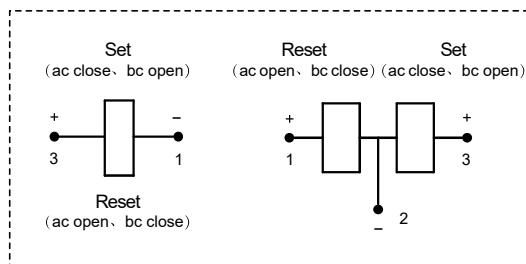 Set
（ac close、bc open）
+ −
3 1
Reset
（ac open、bc close）
Reset Set
（ac open、bc close） （ac close、bc open）
+ +
1 3
− 2